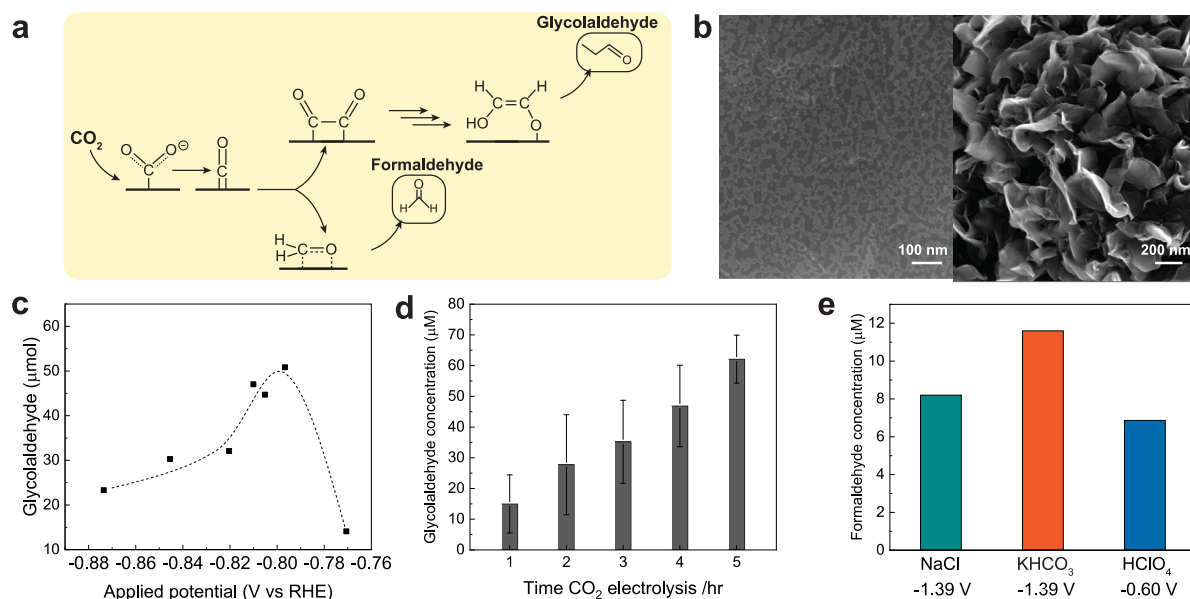 a
Glycolaldehyde
O
O
O
H
H
C
C
C
C
HO
O
CO₂
O
O⊖
C
O
C
Formaldehyde
O
H
H
H
H
C
O
b
100 nm
200 nm
c
Glycolaldehyde (μmol)
60
50
40
30
20
10
-0.88 -0.86 -0.84 -0.82 -0.80 -0.78 -0.76
Applied potential (V vs RHE)
d
Glycolaldehyde concentration (μM)
80
70
60
50
40
30
20
10
0
1 2 3 4 5
Time CO₂ electrolysis /hr
e
Formaldehyde concentration (μM)
12
10
8
6
4
2
0
NaCl KHCO₃ HClO₄
-1.39 V -1.39 V -0.60 V